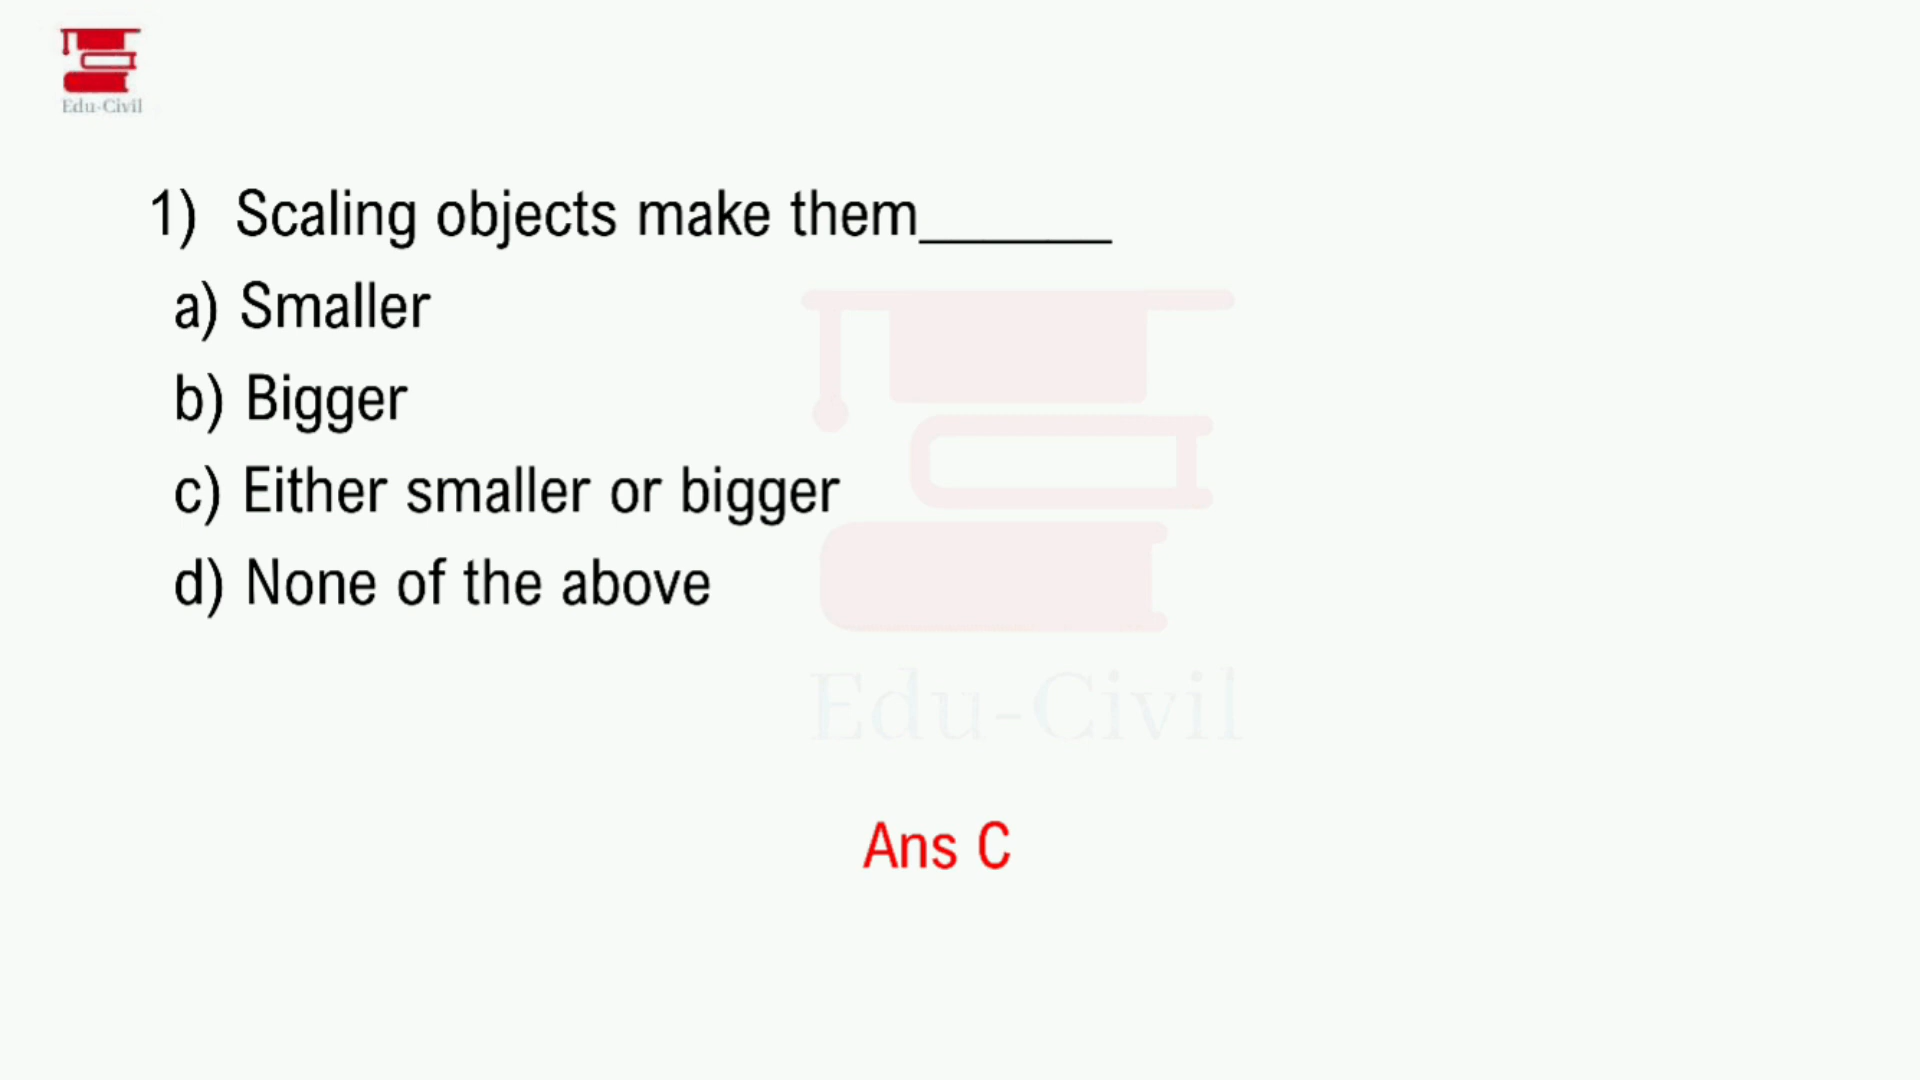 Edu-Civil
1) Scaling objects make them______
a) Smaller
b) Bigger
c) Either smaller or bigger
d) None of the above
Edu-Civil
Ans C